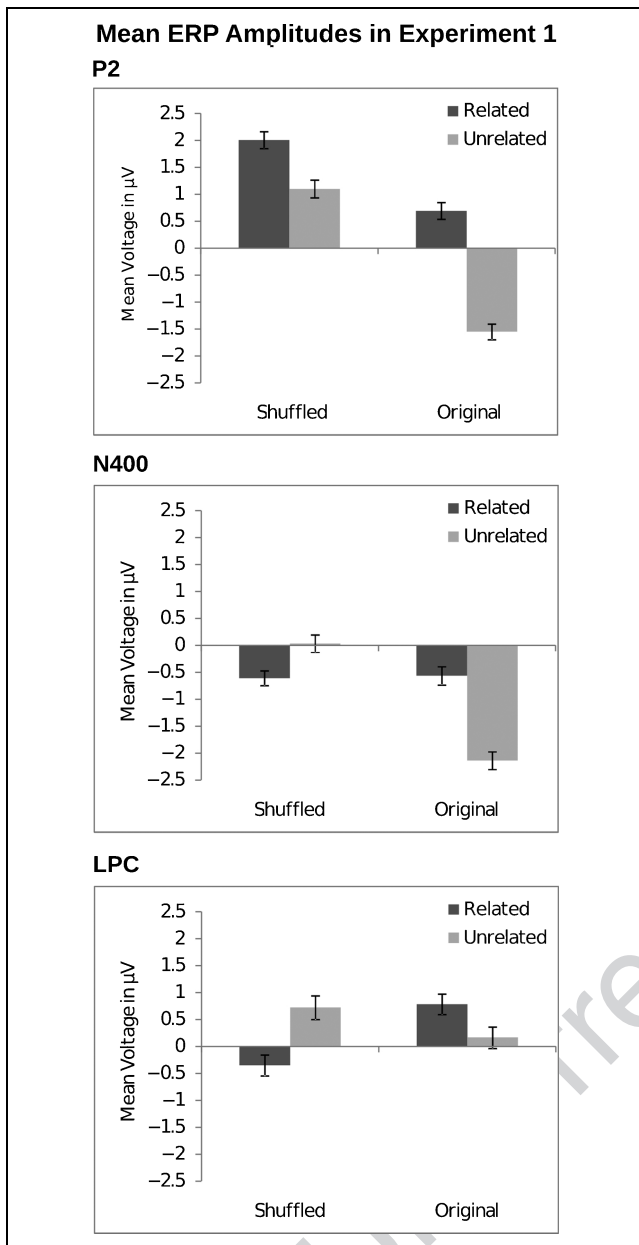 Mean ERP Amplitudes in Experiment 1
P2
Mean Voltage in µV
2.5
2
1.5
1
0.5
0
−0.5
−1
−1.5
−2
−2.5
Related
Unrelated
Shuffled
Original
N400
Mean Voltage in µV
2.5
2
1.5
1
0.5
0
−0.5
−1
−1.5
−2
−2.5
Related
Unrelated
Shuffled
Original
LPC
Mean Voltage in µV
2.5
2
1.5
1
0.5
0
−0.5
−1
−1.5
−2
−2.5
Related
Unrelated
Shuffled
Original